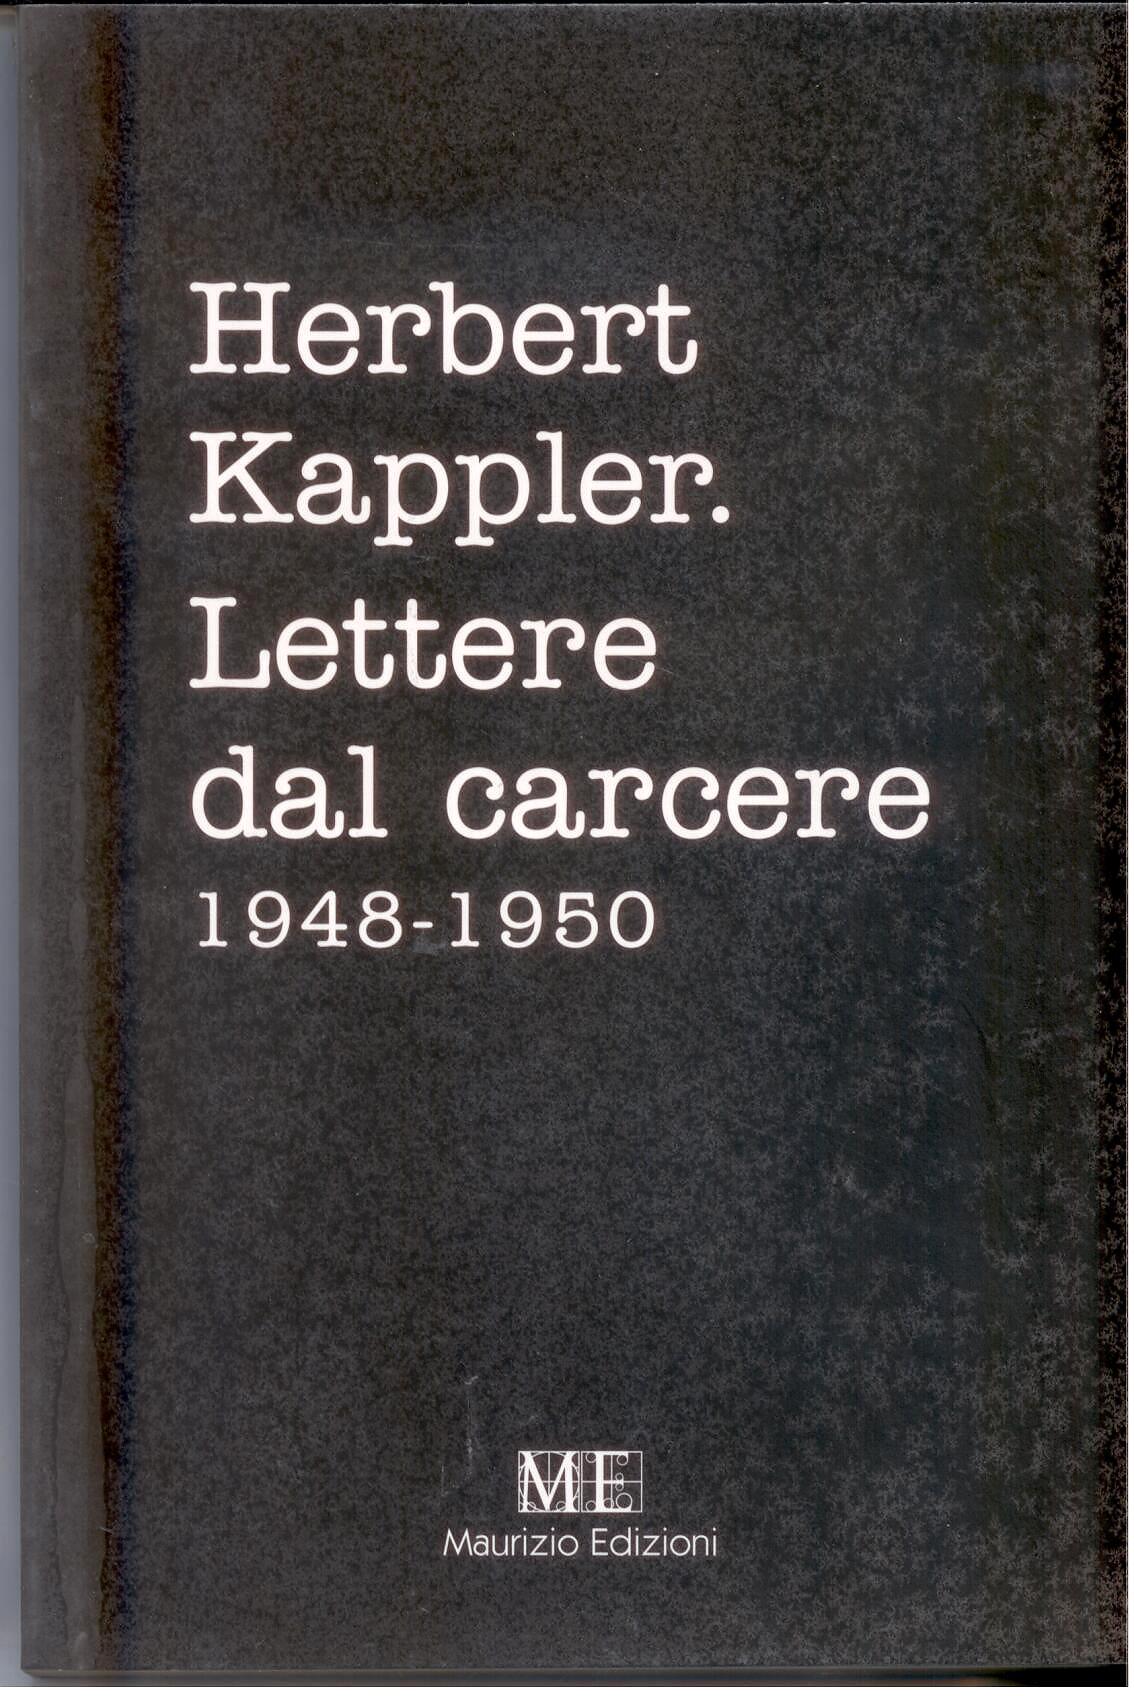 Herbert
Kappler.
Lettere
dal carcere
1948-1950
ME
Maurizio Edizioni